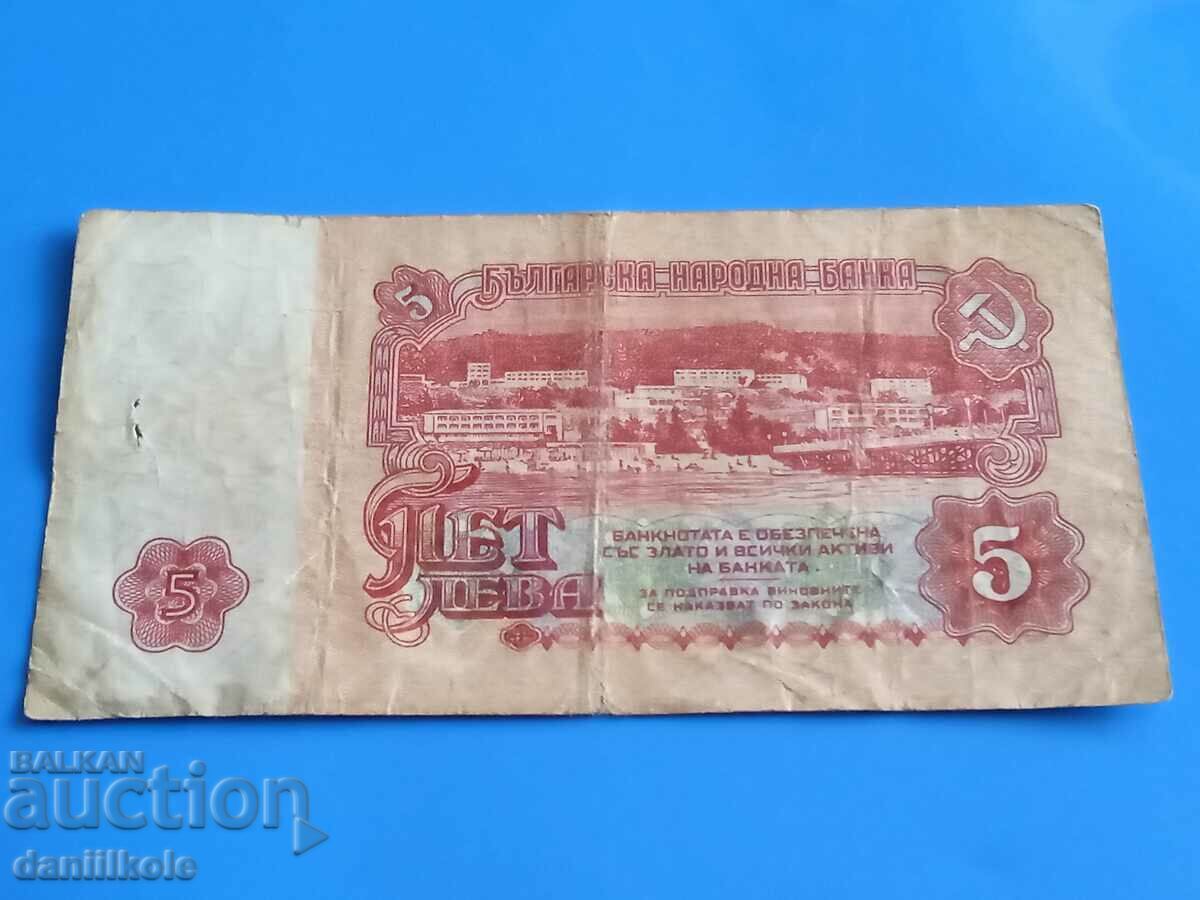 5
БЪЛГАРСКА НАРОДНА БАНКА
ПЕТ
ЛЕВА
БАНКНОТАТА Е ОБЕЗПЕЧЕНА
СЪС ЗЛАТО И ВСИЧКИ АКТИВИ
НА БАНКАТА
ЗА ПОДПРАВКА ВИНОВНИТЕ
СЕ НАКАЗВАТ ПО ЗАКОНА
5
5
BALKAN
auction
daniilkole